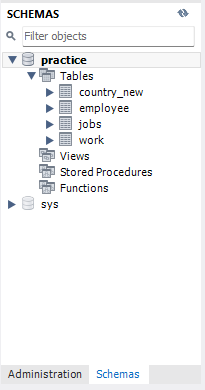 SCHEMAS
Filter objects
practice
Tables
country_new
employee
jobs
work
Views
Stored Procedures
Functions
sys
Administration Schemas